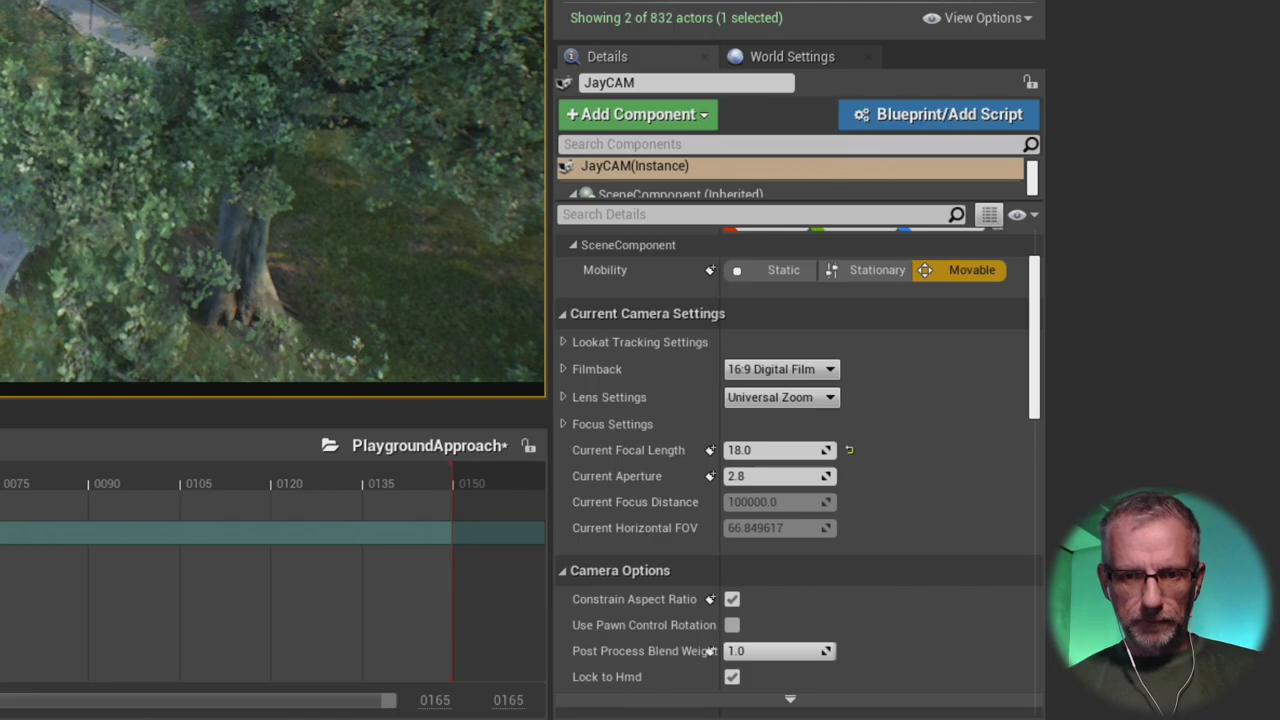 Showing 2 of 832 actors (1 selected)
View Options
Details
World Settings
JayCAM
+Add Component
Blueprint/Add Script
Search Components
JayCAM(Instance)
SceneComponent (Inherited)
Search Details
SceneComponent
Mobility
Static
Stationary
Movable
Current Camera Settings
Lookat Tracking Settings
Filmback
16:9 Digital Film
Lens Settings
Universal Zoom
Focus Settings
Current Focal Length
18.0
PlaygroundApproach*
Current Aperture
2.8
0075
0090
0105
0120
0135
0150
Current Focus Distance
100000.0
Current Horizontal FOV
66.849617
Camera Options
Constrain Aspect Ratio
Use Pawn Control Rotation
Post Process Blend Weight
1.0
Lock to Hmd
0165
0165